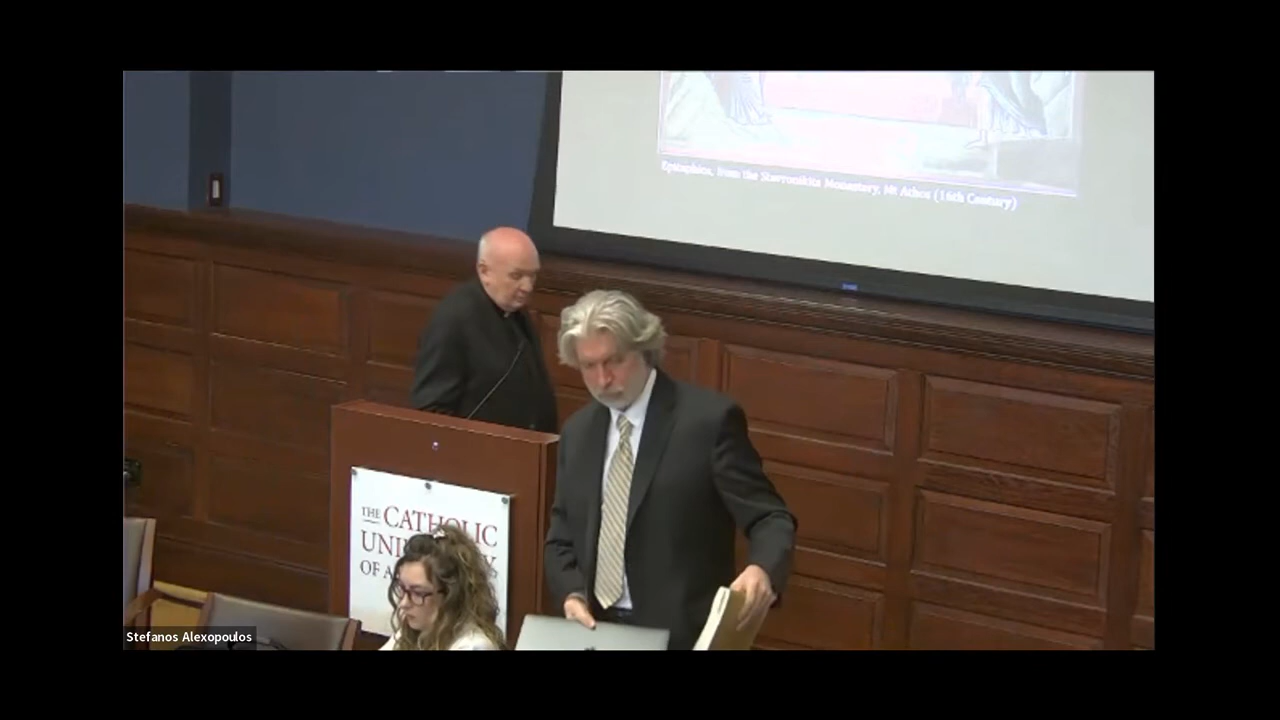 Epitaphios, from the Stavronikita Monastery, Mt Athos (16th Century)
THE CATHOLIC
UNI Y
OF A
Stefanos Alexopoulos